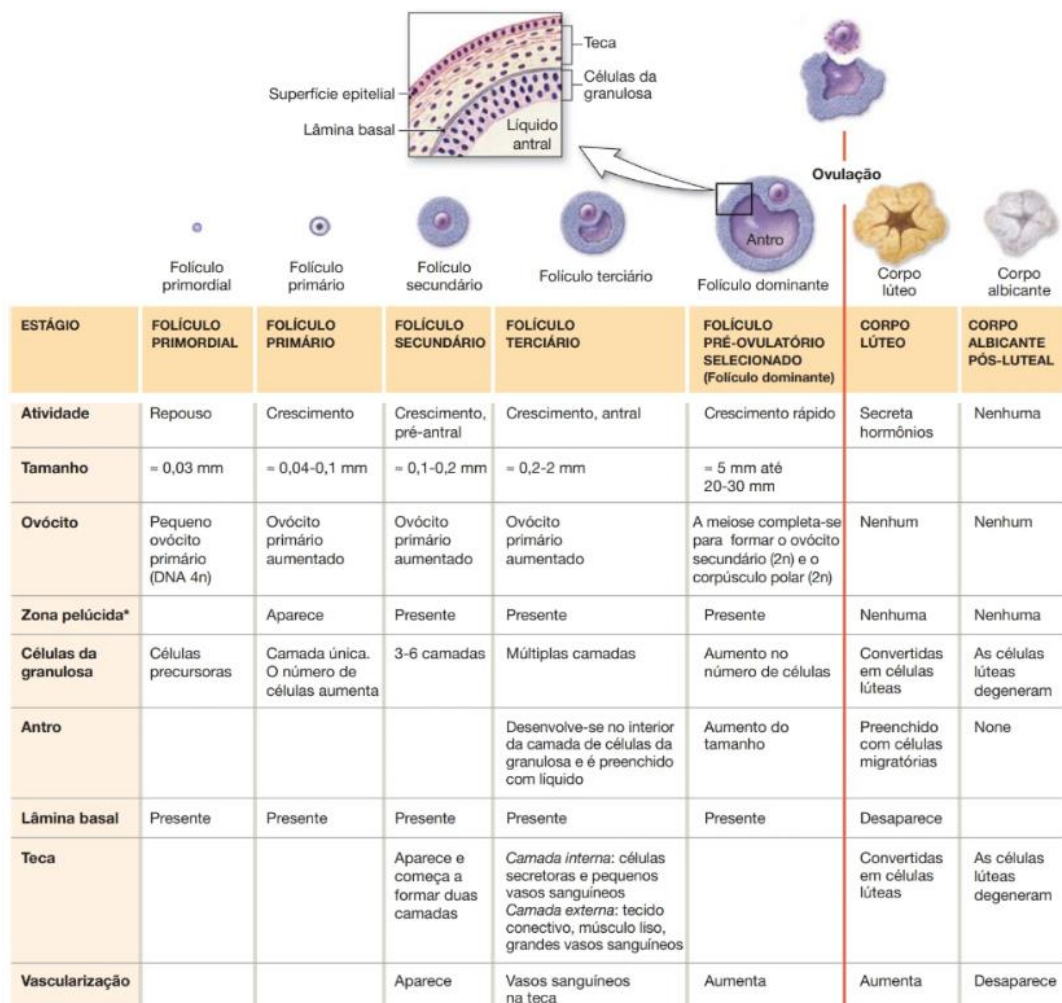 Teca
Células da
granulosa
Superfície epitelial
Lâmina basal
Líquido
antral
Ovulação
Antro
Folículo
primordial
Folículo
primário
Folículo
secundário
Folículo terciário
Folículo dominante
Corpo
lúteo
Corpo
albicante
ESTÁGIO
FOLÍCULO
PRIMORDIAL
FOLÍCULO
PRIMÁRIO
FOLÍCULO
SECUNDÁRIO
FOLÍCULO
TERCIÁRIO
FOLÍCULO
PRÉ-OVULATÓRIO
SELECIONADO
(Folículo dominante)
CORPO
LÚTEO
CORPO
ALBICANTE
PÓS-LUTEAL
Atividade
Repouso
Crescimento
Crescimento,
pré-antral
Crescimento, antral
Crescimento rápido
Secreta
hormônios
Nenhuma
Tamanho
≈ 0,03 mm
≈ 0,04-0,1 mm
≈ 0,1-0,2 mm
≈ 0,2-2 mm
≈ 5 mm até
20-30 mm
Ovócito
Pequeno
ovócito
primário
(DNA 4n)
Ovócito
primário
aumentado
Ovócito
primário
aumentado
Ovócito
primário
aumentado
A meiose completa-se
para formar o ovócito
secundário (2n) e o
corpúsculo polar (2n)
Nenhum
Nenhum
Zona pelúcida*
Aparece
Presente
Presente
Presente
Nenhuma
Nenhuma
Células da
granulosa
Células
precursoras
Camada única.
O número de
células aumenta
3-6 camadas
Múltiplas camadas
Aumento no
número de células
Convertidas
em células
lúteas
As células
lúteas
degeneram
Antro
Desenvolve-se no interior
da camada de células da
granulosa e é preenchido
com líquido
Aumento do
tamanho
Preenchido
com células
migratórias
None
Lâmina basal
Presente
Presente
Presente
Presente
Presente
Desaparece
Teca
Aparece e
começa a
formar duas
camadas
Camada interna: células
secretoras e pequenos
vasos sanguíneos
Camada externa: tecido
conectivo, músculo liso,
grandes vasos sanguíneos
Convertidas
em células
lúteas
As células
lúteas
degeneram
Vascularização
Aparece
Vasos sanguíneos
na teca
Aumenta
Aumenta
Desaparece